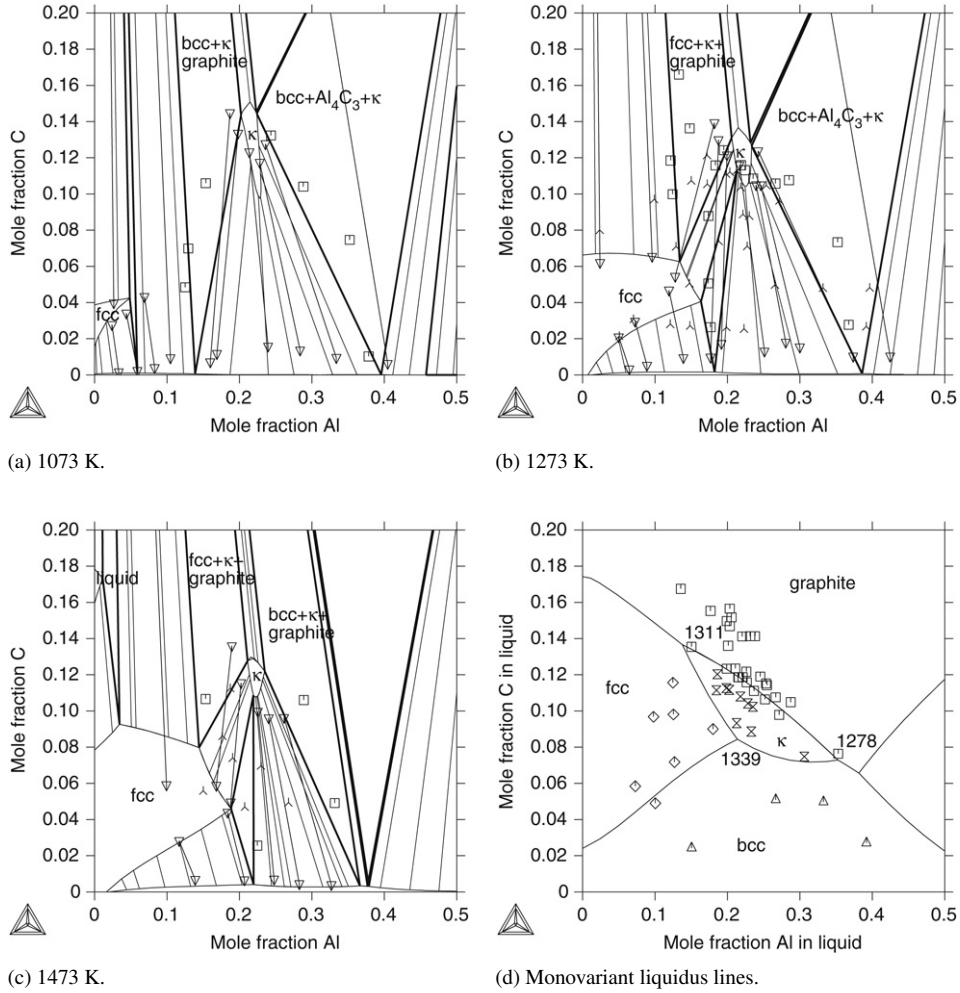 0.20
0.18
0.16
0.14
0.12
0.10
0.08
0.06
0.04
0.02
0
Mole fraction C
bcc+κ+
graphite
bcc+Al4C3+κ
κ
fcc
0 0.1 0.2 0.3 0.4 0.5
Mole fraction Al
(a) 1073 K.
0.20
0.18
0.16
0.14
0.12
0.10
0.08
0.06
0.04
0.02
0
Mole fraction C
fcc+κ+
graphite
bcc+Al4C3+κ
κ
fcc
0 0.1 0.2 0.3 0.4 0.5
Mole fraction Al
(b) 1273 K.
0.20
0.18
0.16
0.14
0.12
0.10
0.08
0.06
0.04
0.02
0
Mole fraction C
liquid
fcc+κ+
graphite
bcc+κ+
graphite
κ
fcc
0 0.1 0.2 0.3 0.4 0.5
Mole fraction Al
(c) 1473 K.
0.20
0.18
0.16
0.14
0.12
0.10
0.08
0.06
0.04
0.02
0
Mole fraction C in liquid
graphite
1311
fcc
κ
1278
1339
bcc
0 0.1 0.2 0.3 0.4 0.5
Mole fraction Al in liquid
(d) Monovariant liquidus lines.